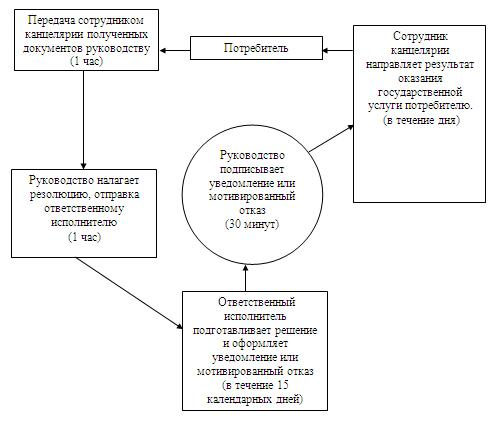 Передача сотрудником
канцелярии полученных
документов руководству
(1 час)
Потребитель
Сотрудник
канцелярии
направляет результат
оказания
государственной
услуги потребителю.
(в течение дня)
Руководство налагает
резолюцию, отправка
ответственному
исполнителю
(1 час)
Руководство
подписывает
уведомление или
мотивированный
отказ
(30 минут)
Ответственный
исполнитель
подготавливает решение
и оформляет
уведомление или
мотивированный отказ
(в течение 15
календарных дней)